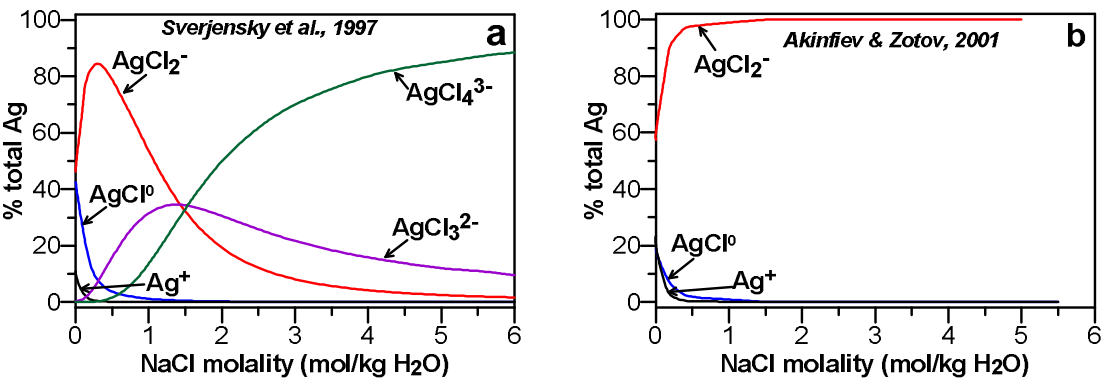 Sverjensky et al., 1997
a
% total Ag
100
80
60
40
20
0
AgCl₂⁻
AgCl₄³⁻
AgCl⁰
AgCl₃²⁻
Ag⁺
0 1 2 3 4 5 6
NaCl molality (mol/kg H₂O)
Akinfiev & Zotov, 2001
b
% total Ag
100
80
60
40
20
0
AgCl₂⁻
AgCl⁰
Ag⁺
0 1 2 3 4 5 6
NaCl molality (mol/kg H₂O)